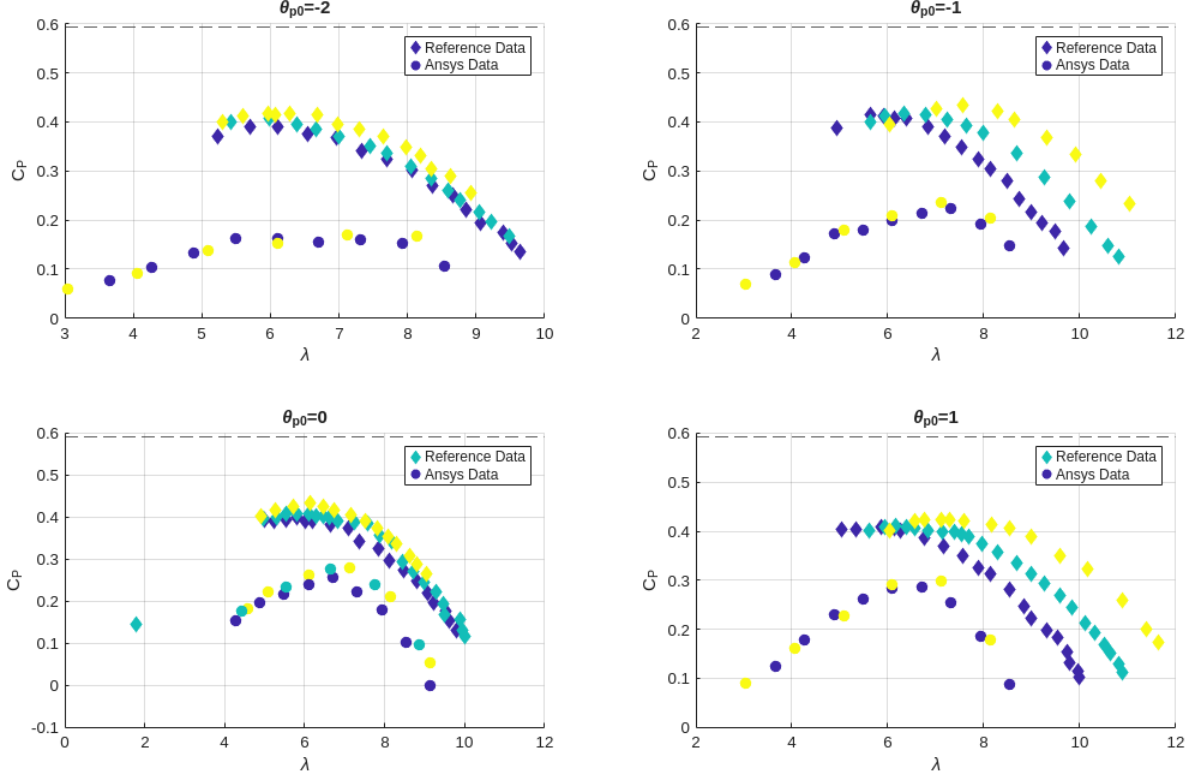 θp0=-2
0.6
0.5
0.4
0.3
0.2
0.1
0
CP
Reference Data
Ansys Data
3 4 5 6 7 8 9 10
λ
θp0=-1
0.6
0.5
0.4
0.3
0.2
0.1
0
CP
Reference Data
Ansys Data
2 4 6 8 10 12
λ
θp0=0
0.6
0.5
0.4
0.3
0.2
0.1
0
-0.1
CP
Reference Data
Ansys Data
0 2 4 6 8 10 12
λ
θp0=1
0.6
0.5
0.4
0.3
0.2
0.1
0
CP
Reference Data
Ansys Data
2 4 6 8 10 12
λ